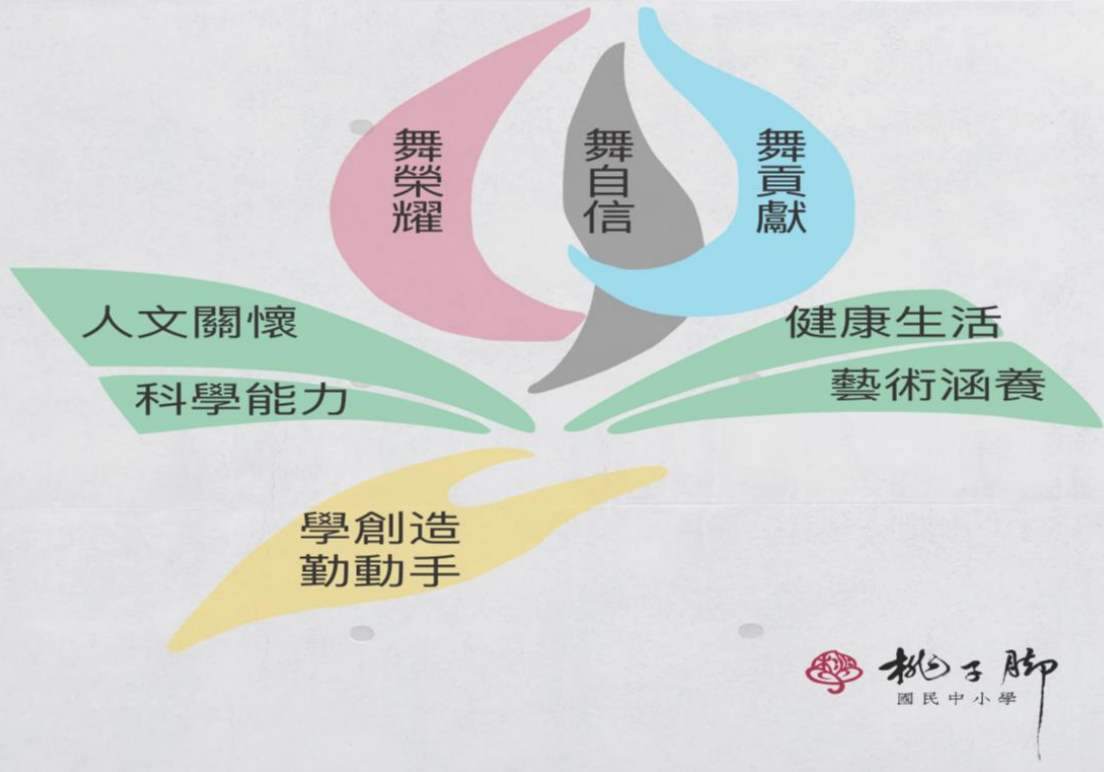 舞榮耀
舞自信
舞貢獻
人文關懷
科學能力
健康生活
藝術涵養
學創造
勤動手
桃子腳
國民中小學